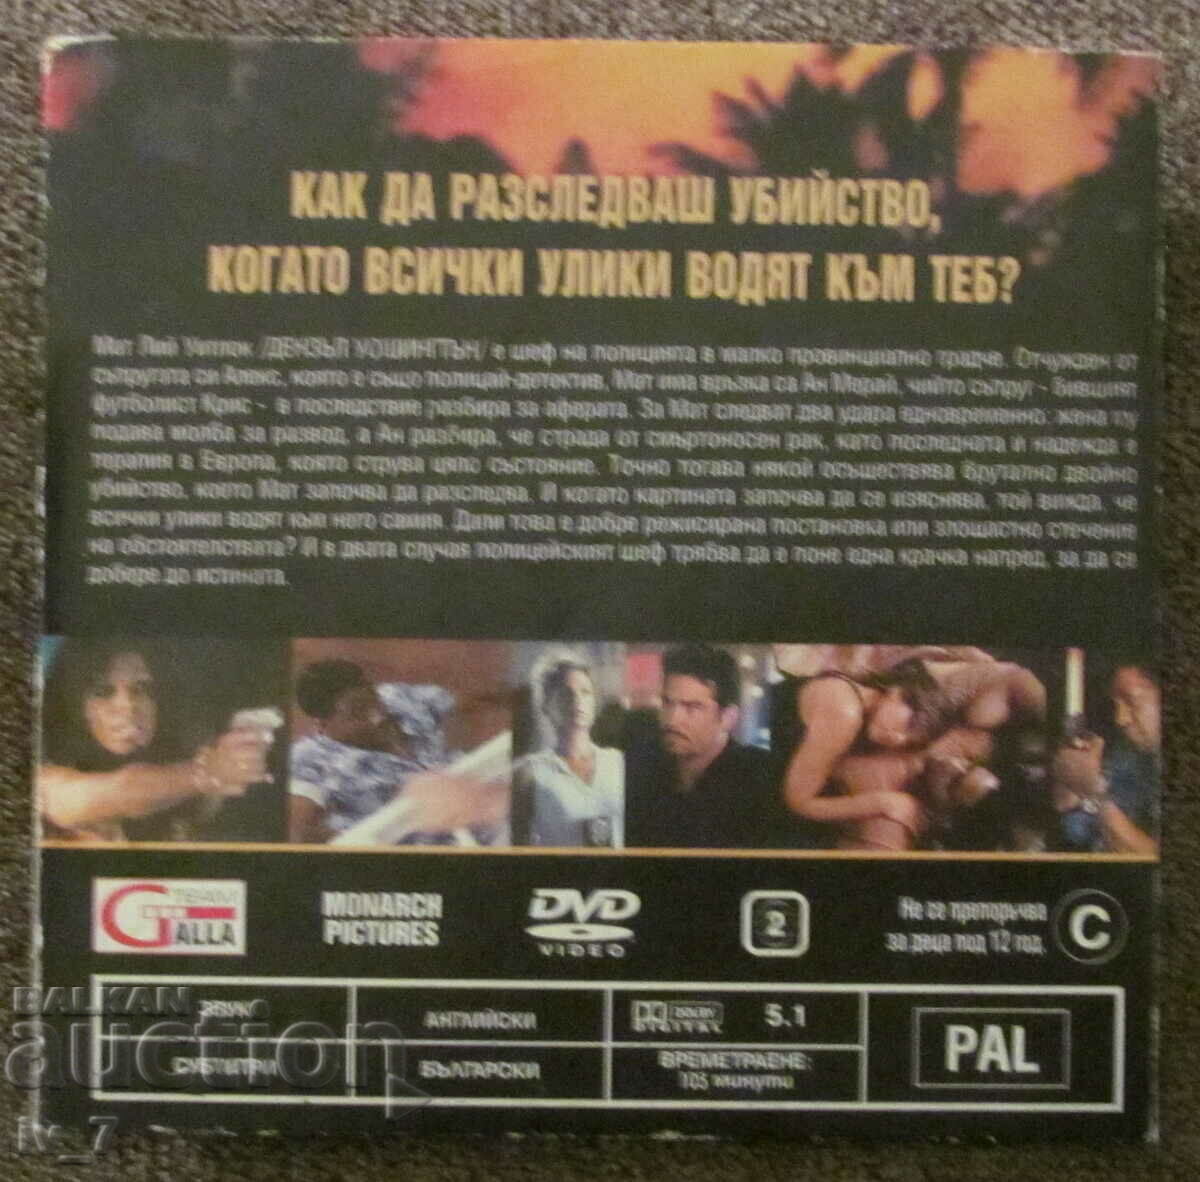 КАК ДА РАЗСЛЕДВАШ УБИЙСТВО,
КОГАТО ВСИЧКИ УЛИКИ ВОДЯТ КЪМ ТЕБ?
Мат Лий Уитлок /ДЕНЗЪЛ УОШИНГТЪН/ е шеф на полицията в малко провинциално градче. Отчужден от
съпругата си Алекс, която е също полицай-детектив, Мат има връзка са Ан Мерай, чийто съпруг - бившият
футболист Крис - в последствие разбира за аферата. За Мат следват два удара едновременно: жена му
подава молба за развод, а Ан разбира, че страда от смъртоносен рак, като последната и надежда е
терапия в Европа, която струва цяло състояние. Точно тогава някой осъществява брутално двойно
убийство, което Мат започва да разследва. И когато картината започва да се изяснява, той вижда, че
всички улики водят към него самия. Дали това е добре режисирана постановка или злощастно стечение
на обстоятелствата? И в двата случая полицейският шеф трябва да е поне една крачка напред, за да се
добере до истината.
TEAM
GALLA
MONARCH
PICTURES
DVD
VIDEO
2
Не се препоръчва
за деца под 12 год.
C
ЗВУК
АНГЛИЙСКИ
DOLBY
DIGITAL
5.1
СУБТИТРИ
БЪЛГАРСКИ
ВРЕМЕТРАЕНЕ:
105 минути
PAL
BALKAN
auction
ivc_7